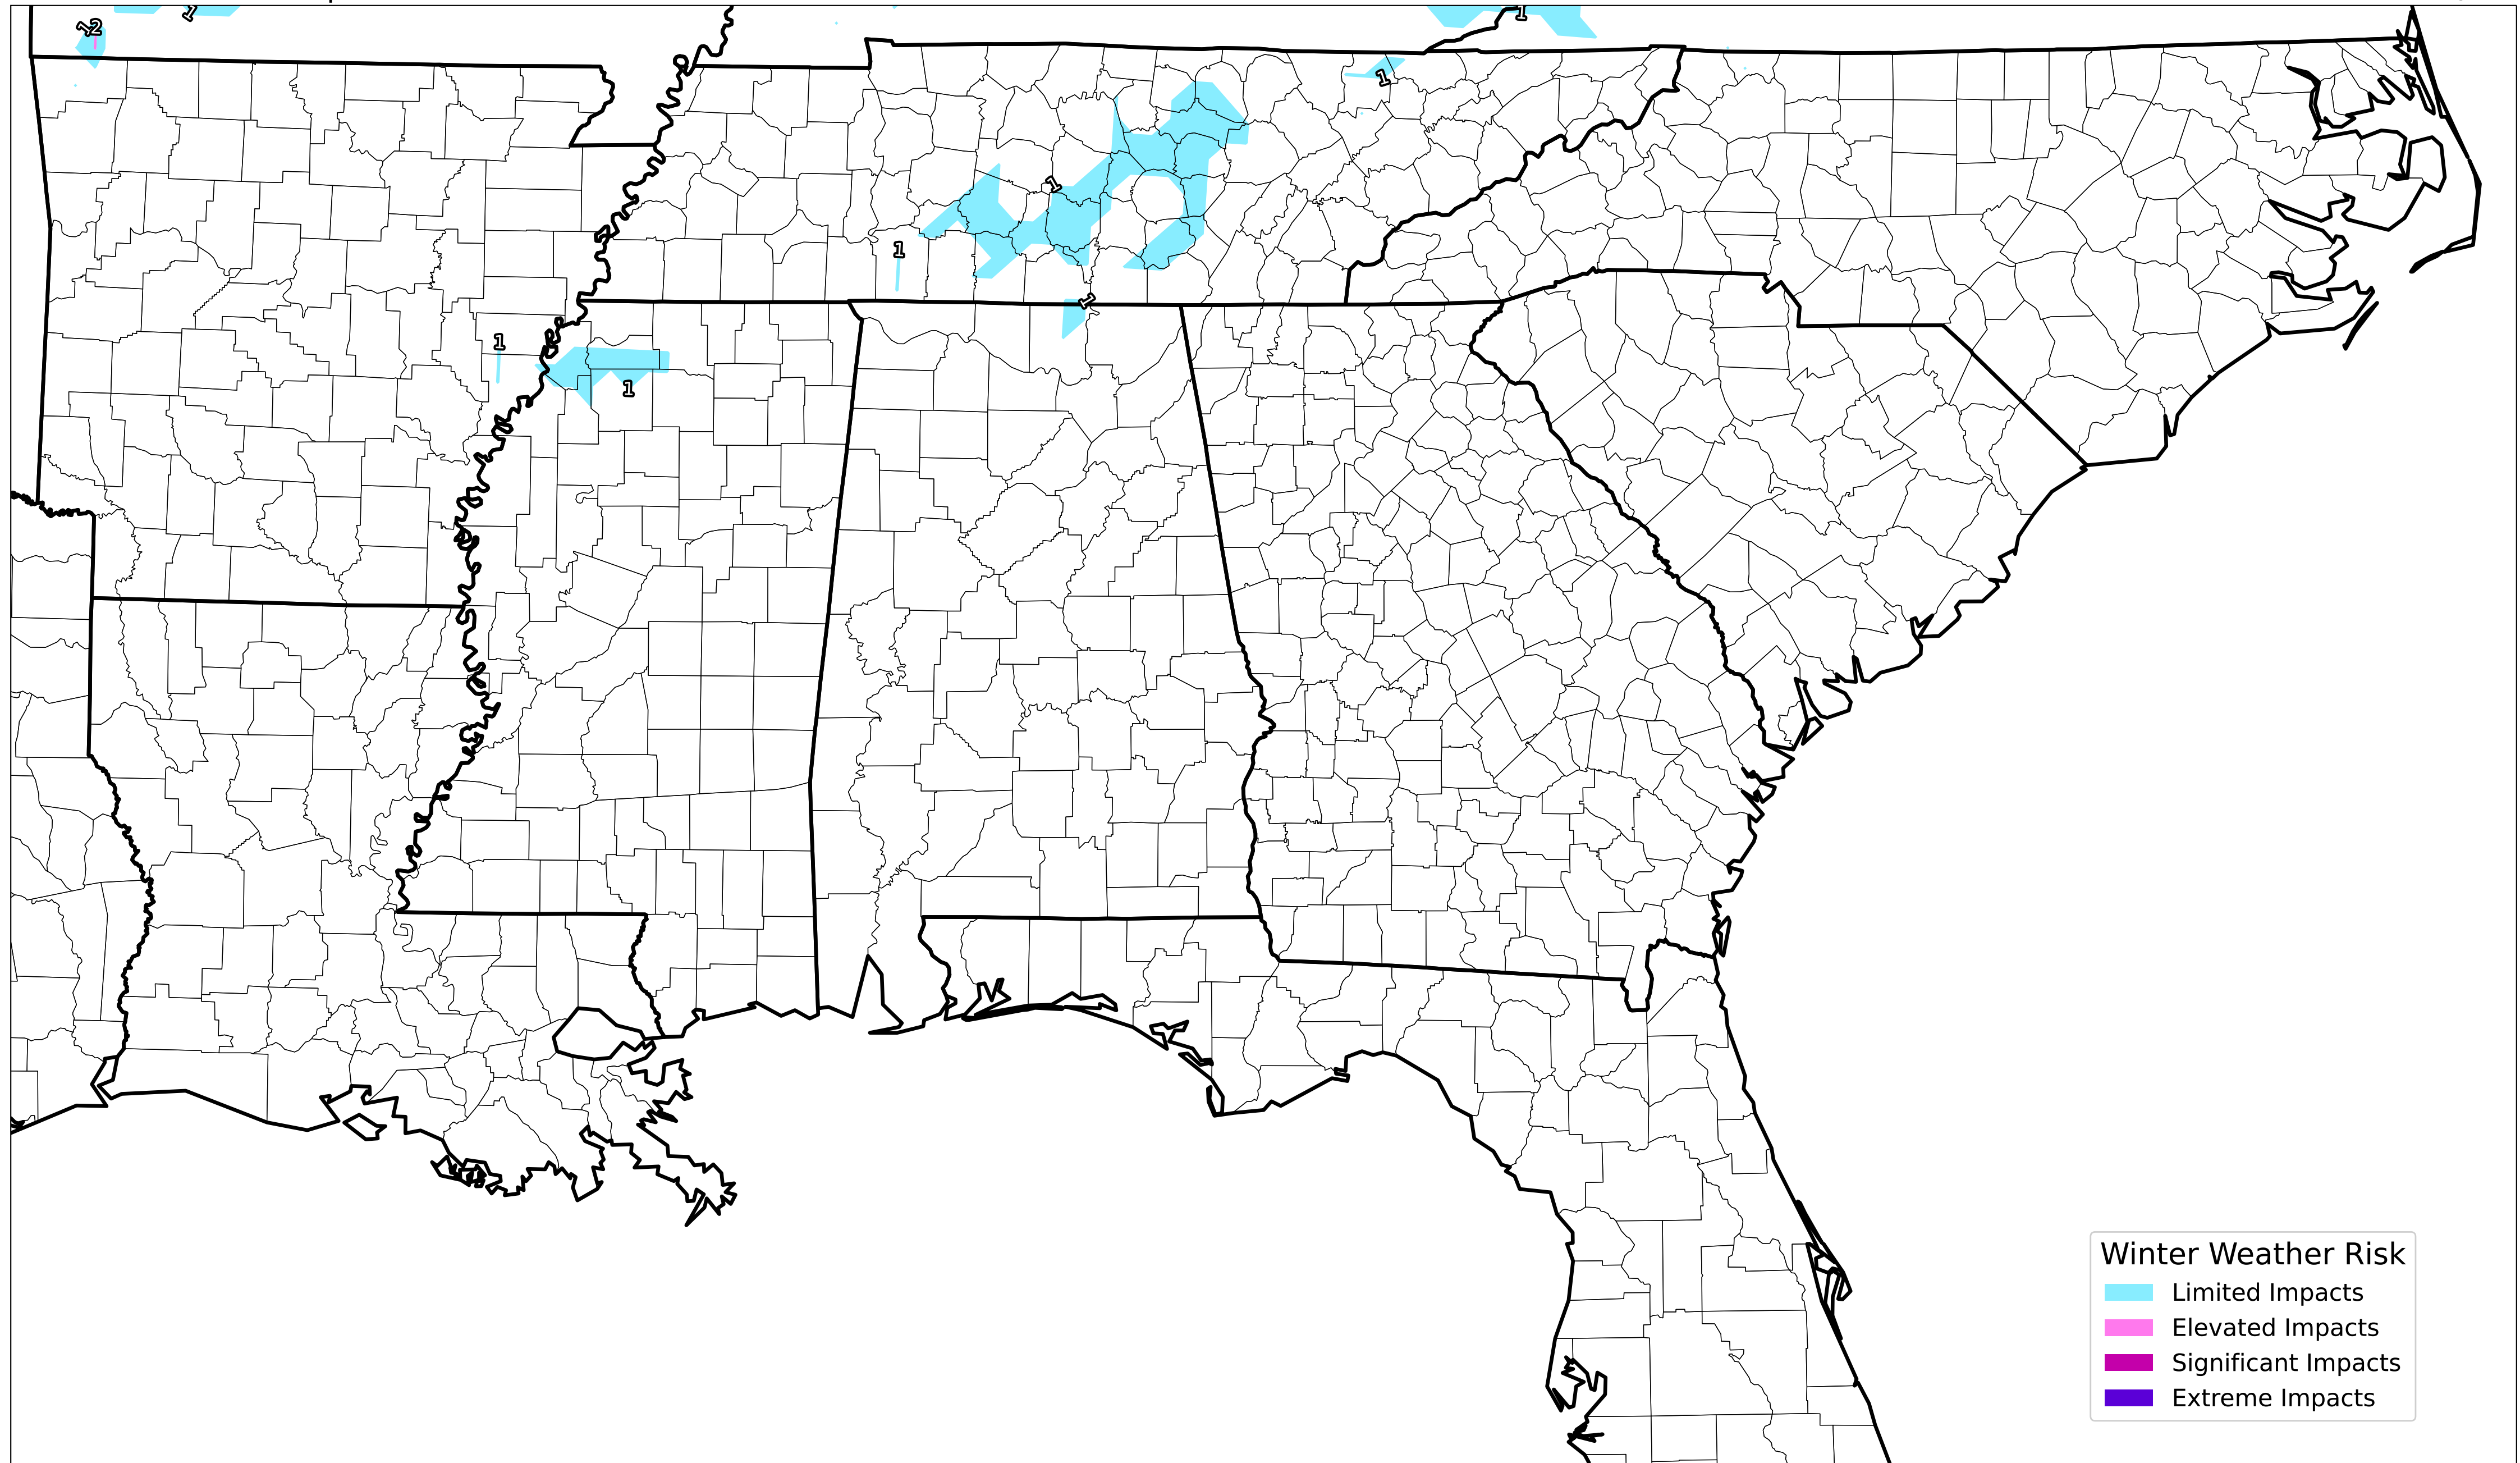 1
1
2
1
1
1
1
1
1
1
Winter Weather Risk
Limited Impacts
Elevated Impacts
Significant Impacts
Extreme Impacts